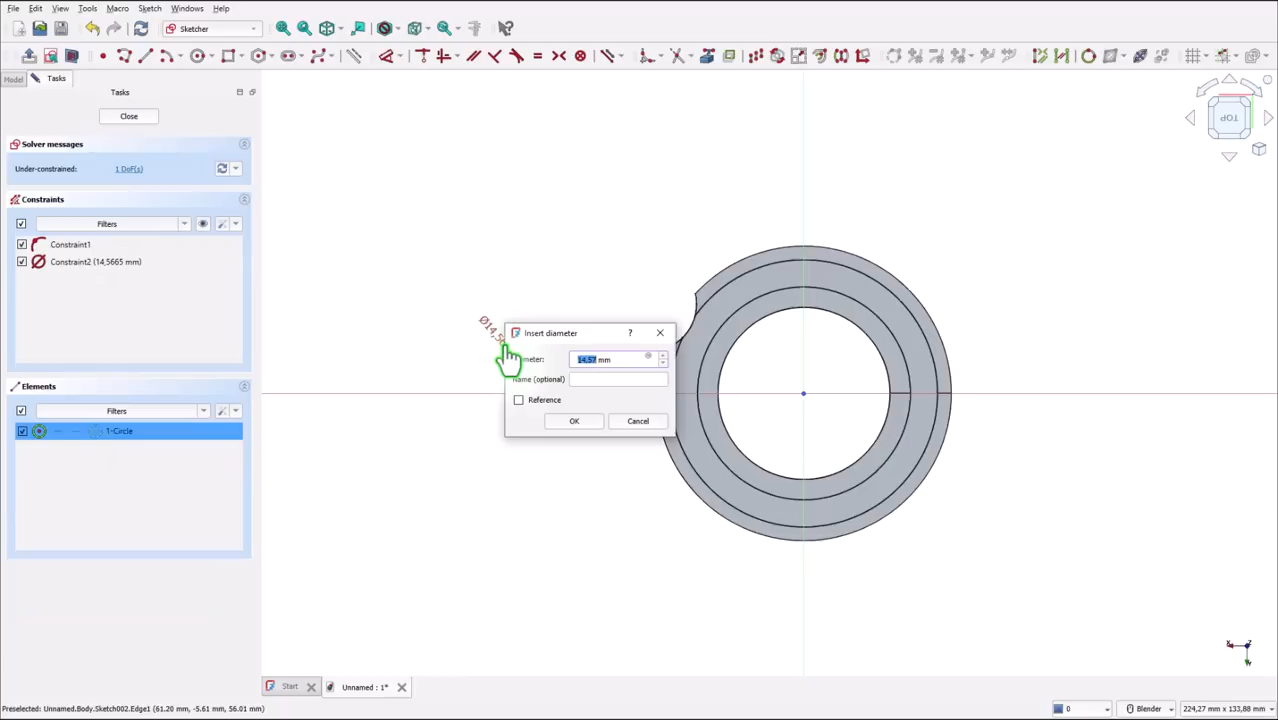 File Edit View Tools Macro Sketch Windows Help
Sketcher
Model Tasks
Tasks
Close
Solver messages
Under-constrained: 1 DoF(s)
Constraints
Filters
Constraint1
Constraint2 (14,5665 mm)
Elements
Filters
1-Circle
TOP
Insert diameter
?
14,57 mm
Name (optional)
Reference
OK Cancel
X
Z
Y
Start
Unnamed : 1*
Preselected: Unnamed.Body.Sketch002.Edge1 (61.20 mm, -5.61 mm, 56.01 mm)
0
Blender
224,27 mm x 133,88 mm